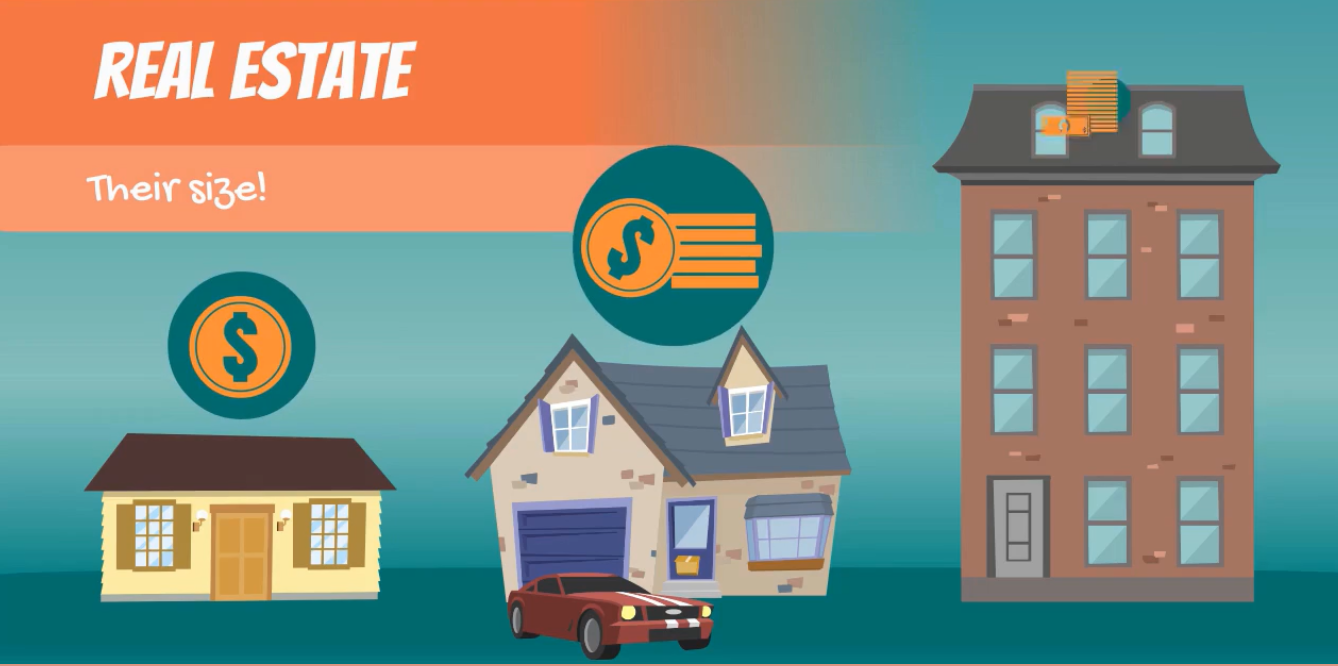 REAL ESTATE
Their size!
$
$